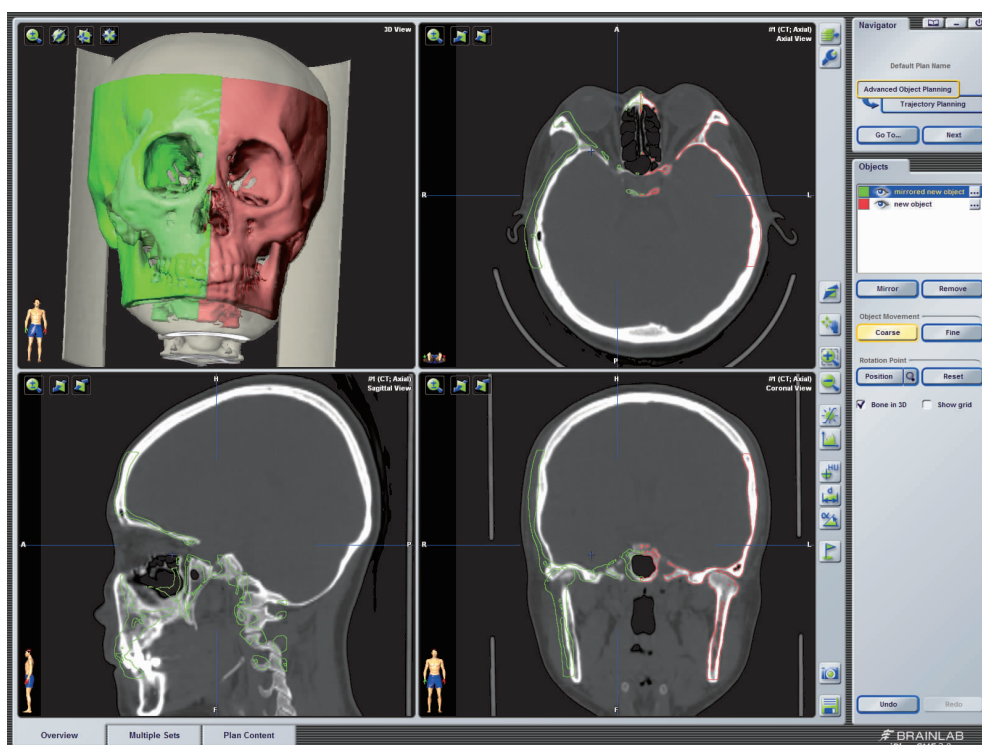 3D View
#1 (CT; Axial)
Axial View
A
R
L
P
#1 (CT; Axial)
Sagittal View
H
A
P
F
#1 (CT; Axial)
Coronal View
H
R
L
F
HU
d
Navigator
Default Plan Name
Advanced Object Planning
Trajectory Planning
Go To...
Next
Objects
mirrored new object
...
new object
...
Mirror
Remove
Object Movement
Coarse
Fine
Rotation Point
Position
Reset
Bone in 3D
Show grid
Undo
Redo
Overview
Multiple Sets
Plan Content
BRAINLAB